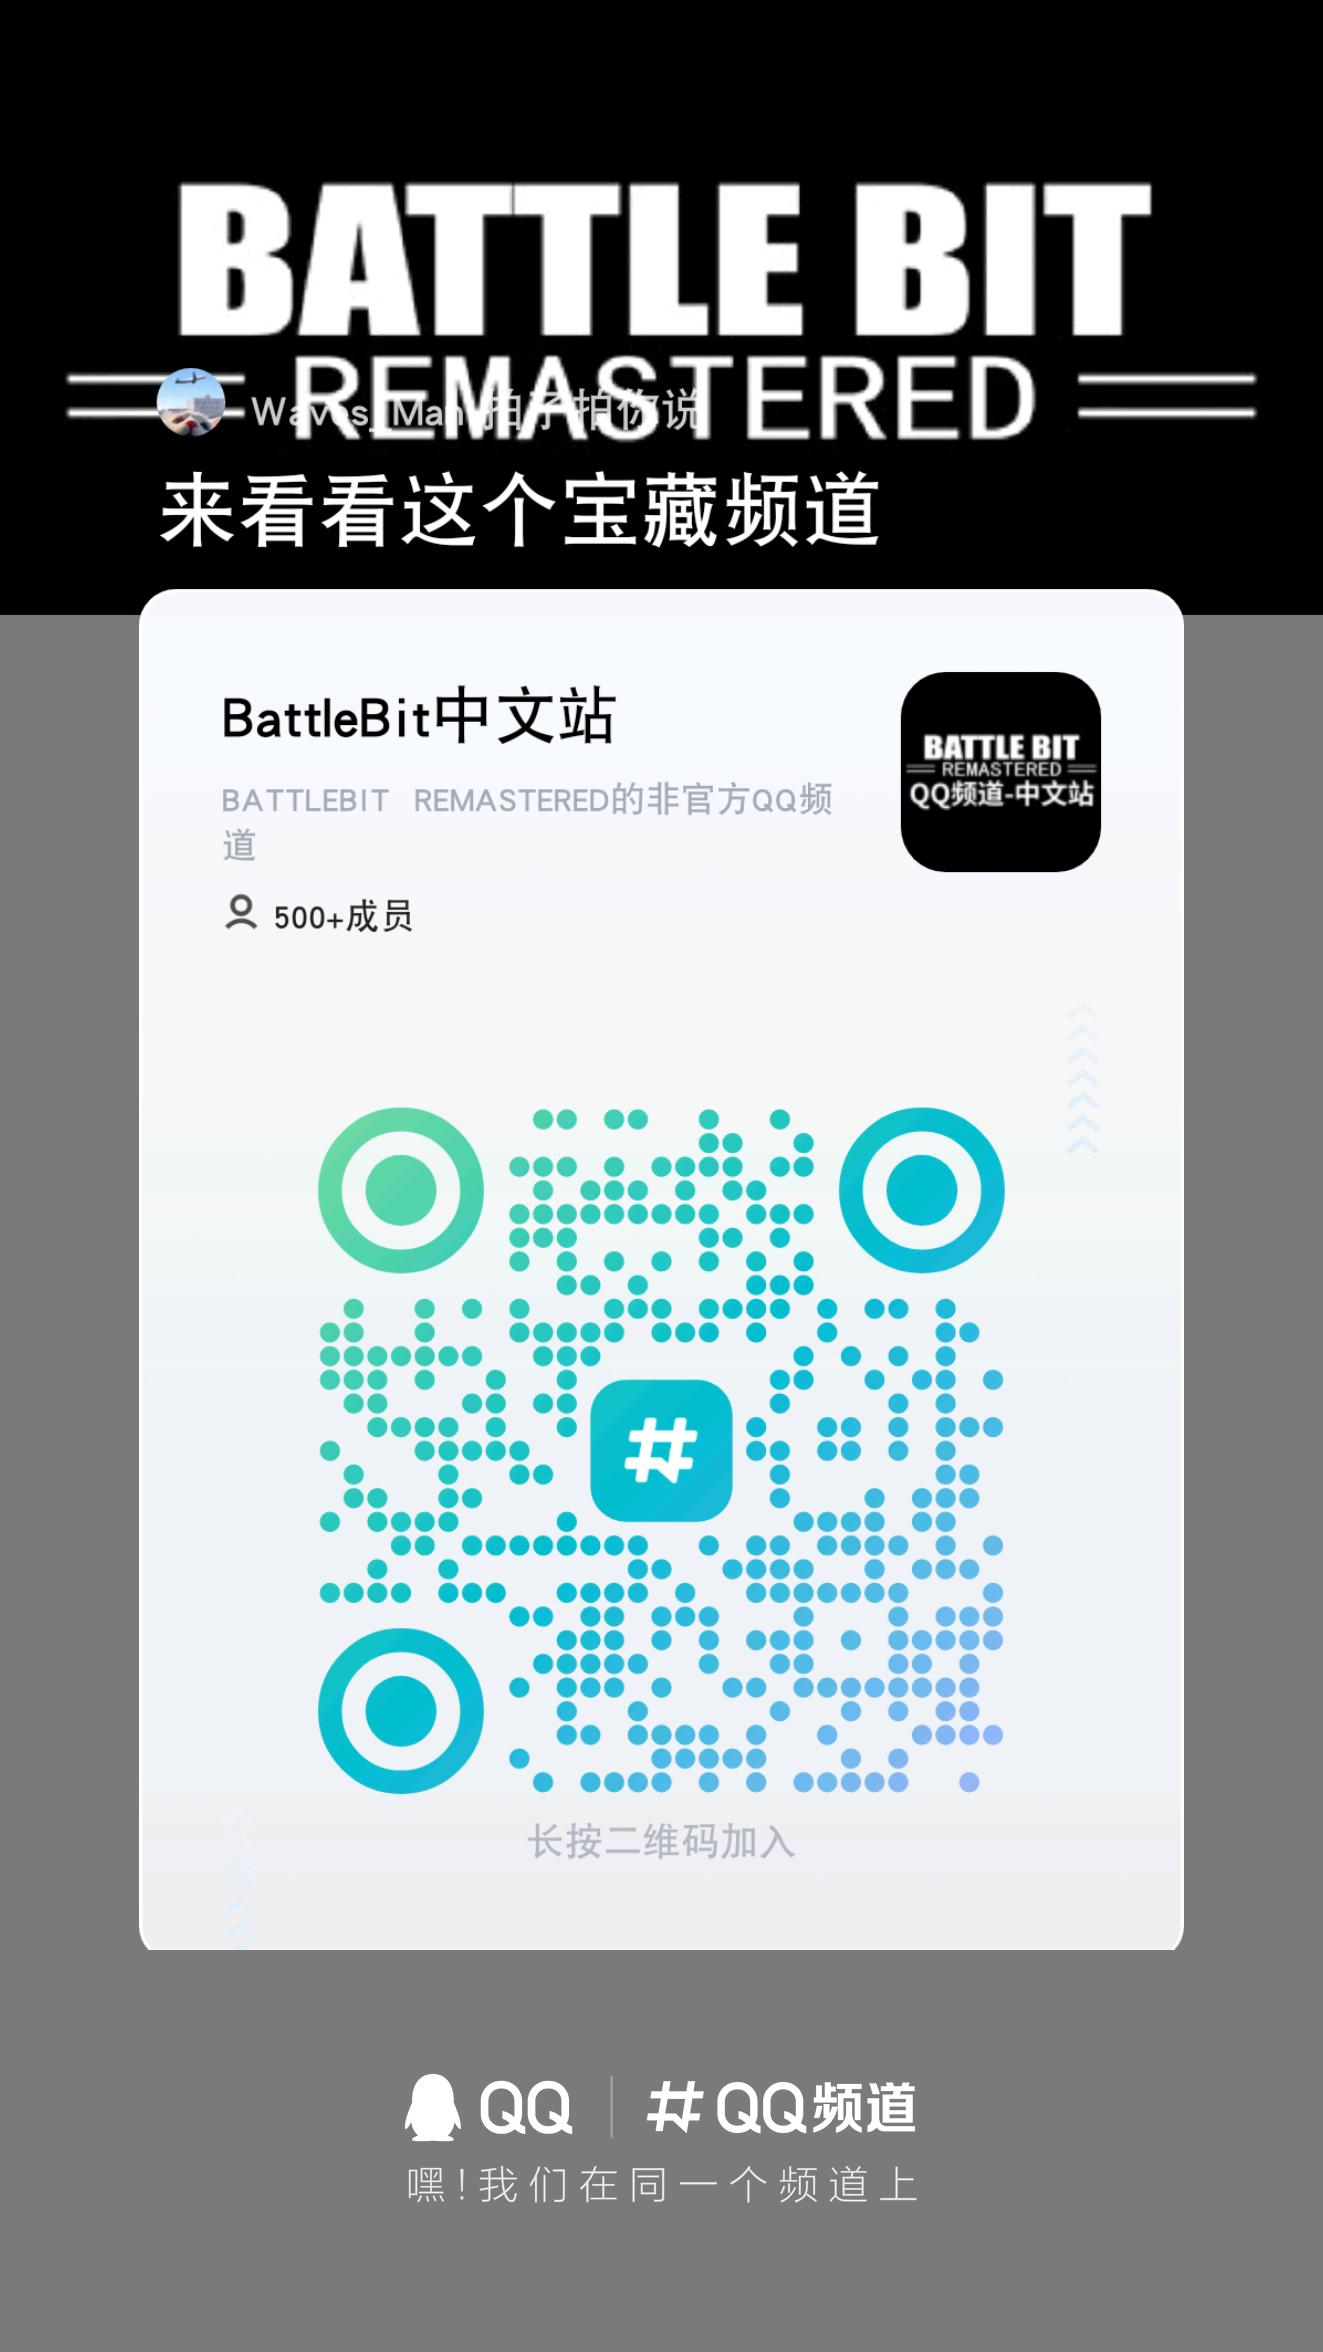 BATTLE BIT
REMASTERED
Waves_Man 拍了拍你说
来看看这个宝藏频道
BattleBit中文站
BATTLEBIT REMASTERED的非官方QQ频
道
500+成员
BATTLE BIT
REMASTERED
QQ频道-中文站
长按二维码加入
QQ QQ频道
嘿!我们在同一个频道上